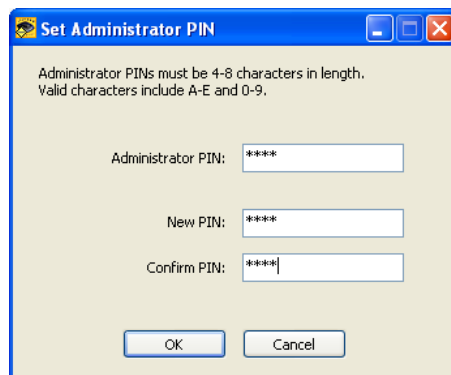 Set Administrator PIN
Administrator PINs must be 4-8 characters in length.
Valid characters include A-E and 0-9.
Administrator PIN: ****
New PIN: ****
Confirm PIN: ****
OK Cancel